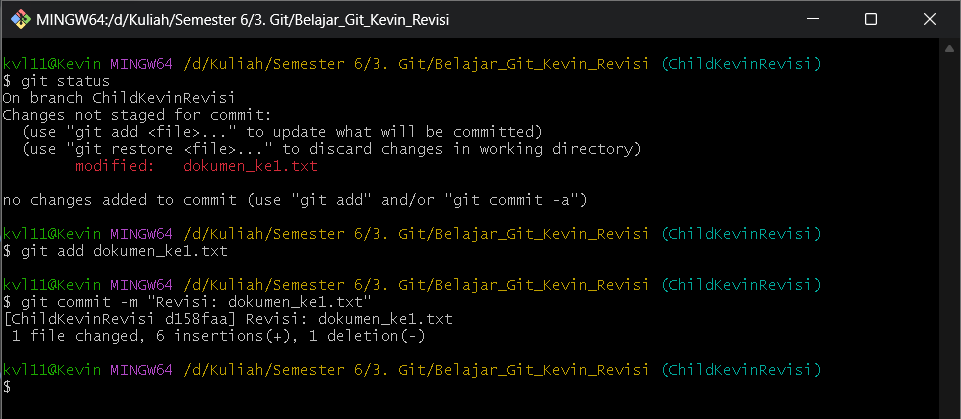 MINGW64:/d/Kuliah/Semester 6/3. Git/Belajar_Git_Kevin_Revisi
kvl11@Kevin MINGW64 /d/Kuliah/Semester 6/3. Git/Belajar_Git_Kevin_Revisi (ChildKevinRevisi)
$ git status
On branch ChildKevinRevisi
Changes not staged for commit:
  (use "git add <file>..." to update what will be committed)
  (use "git restore <file>..." to discard changes in working directory)
        modified:   dokumen_ke1.txt
no changes added to commit (use "git add" and/or "git commit -a")
kvl11@Kevin MINGW64 /d/Kuliah/Semester 6/3. Git/Belajar_Git_Kevin_Revisi (ChildKevinRevisi)
$ git add dokumen_ke1.txt
kvl11@Kevin MINGW64 /d/Kuliah/Semester 6/3. Git/Belajar_Git_Kevin_Revisi (ChildKevinRevisi)
$ git commit -m "Revisi: dokumen_ke1.txt"
[ChildKevinRevisi d158faa] Revisi: dokumen_ke1.txt
 1 file changed, 6 insertions(+), 1 deletion(-)
kvl11@Kevin MINGW64 /d/Kuliah/Semester 6/3. Git/Belajar_Git_Kevin_Revisi (ChildKevinRevisi)
$